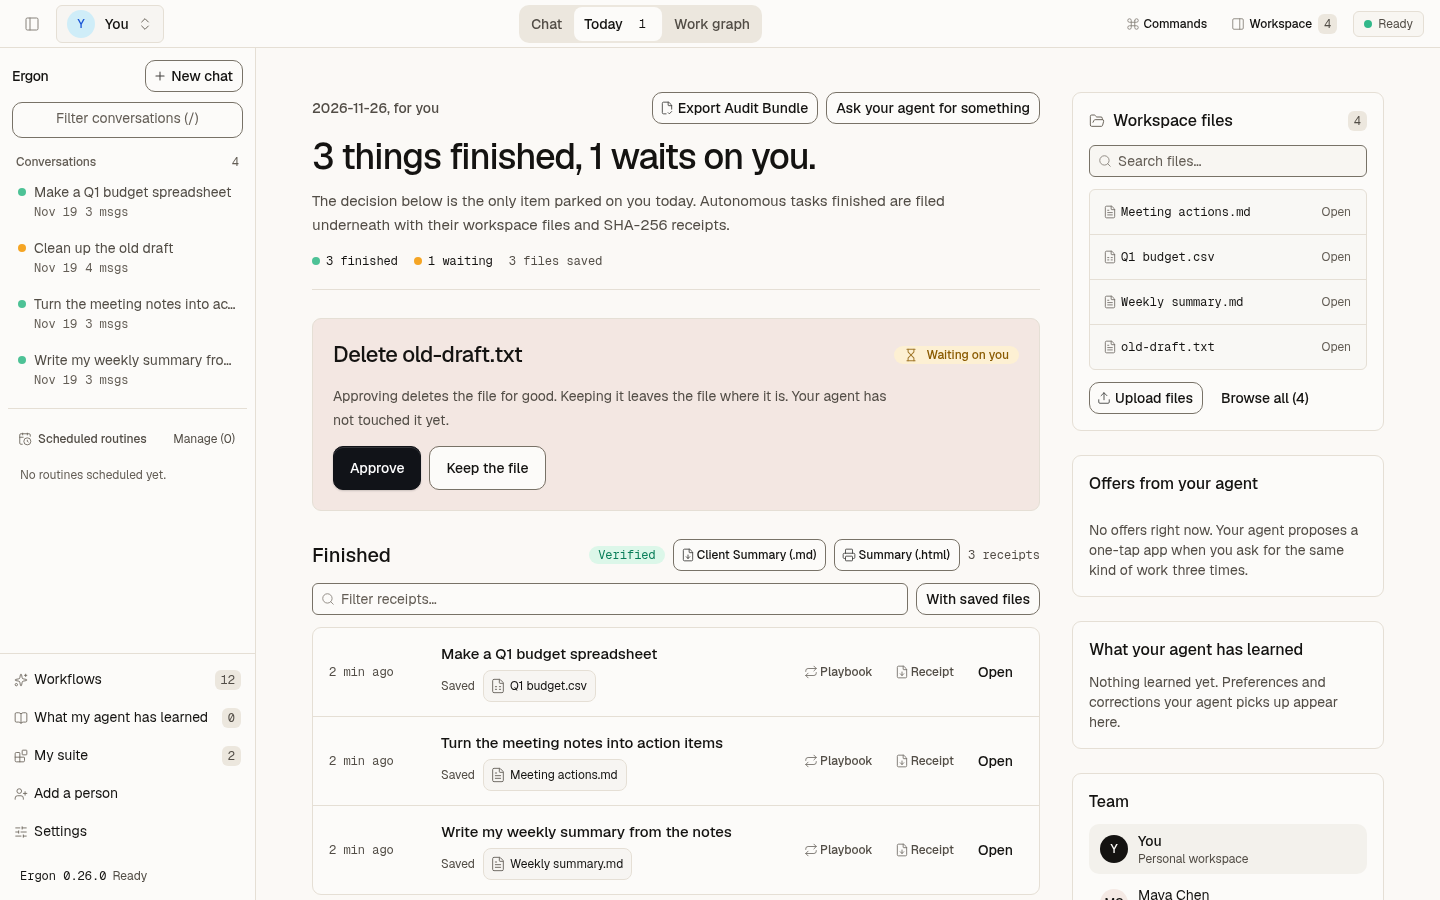 Y You
Chat Today 1 Work graph
Commands Workspace 4 Ready
Ergon
New chat
Filter conversations (/)
Conversations 4
Make a Q1 budget spreadsheet
Nov 19 3 msgs
Clean up the old draft
Nov 19 4 msgs
Turn the meeting notes into ac...
Nov 19 3 msgs
Write my weekly summary fro...
Nov 19 3 msgs
Scheduled routines Manage (0)
No routines scheduled yet.
Workflows 12
What my agent has learned 0
My suite 2
Add a person
Settings
Ergon 0.26.0 Ready
2026-11-26, for you
Export Audit Bundle
Ask your agent for something
3 things finished, 1 waits on you.
The decision below is the only item parked on you today. Autonomous tasks finished are filed
underneath with their workspace files and SHA-256 receipts.
3 finished 1 waiting 3 files saved
Delete old-draft.txt
Waiting on you
Approving deletes the file for good. Keeping it leaves the file where it is. Your agent has
not touched it yet.
Approve Keep the file
Finished
Verified Client Summary (.md) Summary (.html) 3 receipts
Filter receipts...
With saved files
2 min ago
Make a Q1 budget spreadsheet
Saved Q1 budget.csv
Playbook Receipt Open
2 min ago
Turn the meeting notes into action items
Saved Meeting actions.md
Playbook Receipt Open
2 min ago
Write my weekly summary from the notes
Saved Weekly summary.md
Playbook Receipt Open
Workspace files 4
Search files...
Meeting actions.md Open
Q1 budget.csv Open
Weekly summary.md Open
old-draft.txt Open
Upload files Browse all (4)
Offers from your agent
No offers right now. Your agent proposes a
one-tap app when you ask for the same
kind of work three times.
What your agent has learned
Nothing learned yet. Preferences and
corrections your agent picks up appear
here.
Team
Y You
Personal workspace
Maya Chen